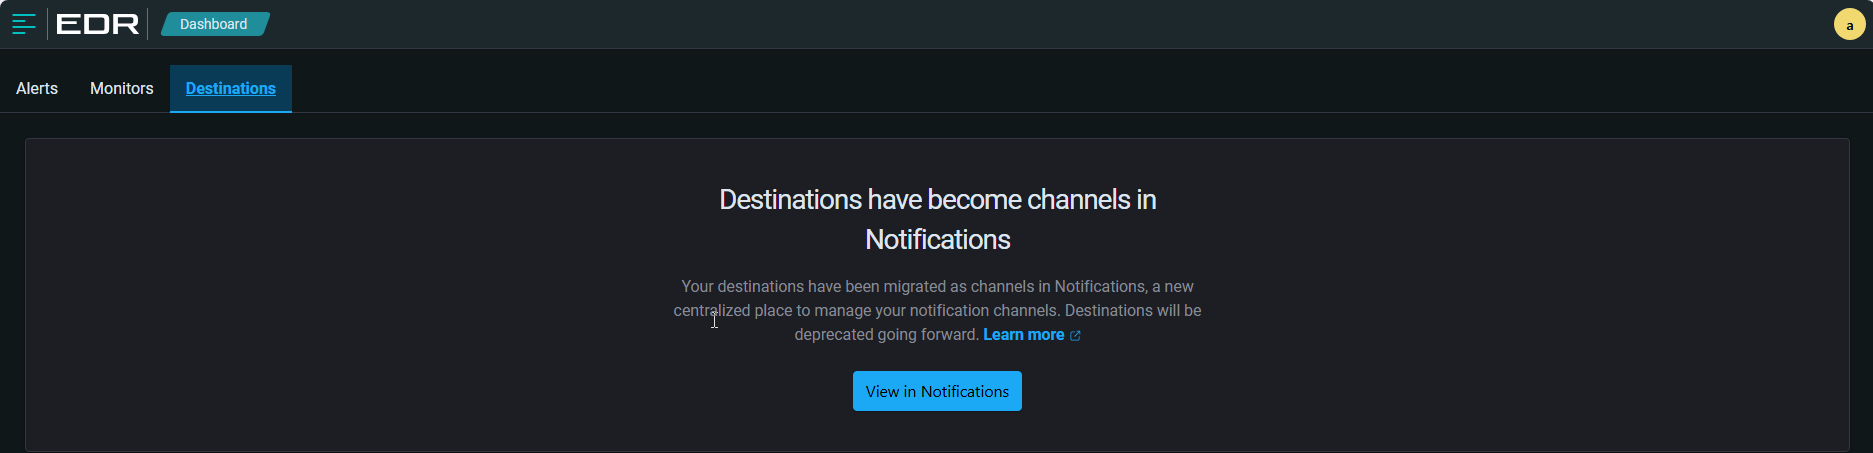 EDR
Dashboard
a
Alerts
Monitors
Destinations
Destinations have become channels in
Notifications
Your destinations have been migrated as channels in Notifications, a new
centralized place to manage your notification channels. Destinations will be
deprecated going forward. Learn more
View in Notifications